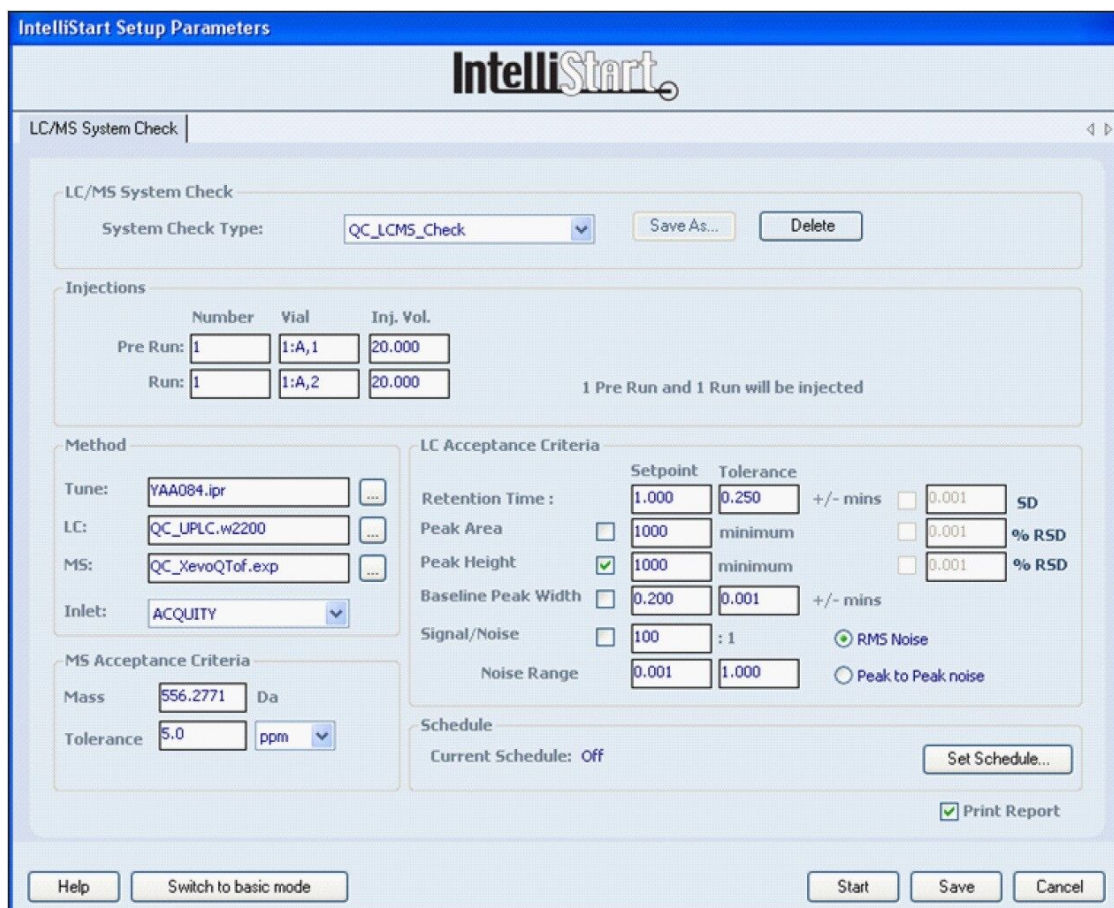 IntelliStart Setup Parameters
IntelliStart
LC/MS System Check
LC/MS System Check
System Check Type: QC_LCMS_Check Save As... Delete
Injections
Number Vial Inj. Vol.
Pre Run: 1 1:A,1 20.000
Run: 1 1:A,2 20.000 1 Pre Run and 1 Run will be injected
Method
Tune: YAA084.ipr ...
LC: QC_UPLC.w2200 ...
MS: QC_XevoQTof.exp ...
Inlet: ACQUITY
MS Acceptance Criteria
Mass 556.2771 Da
Tolerance 5.0 ppm
LC Acceptance Criteria
Setpoint Tolerance
Retention Time : 1.000 0.250 +/- mins 0.001 SD
Peak Area 1000 minimum 0.001 % RSD
Peak Height 1000 minimum 0.001 % RSD
Baseline Peak Width 0.200 0.001 +/- mins
Signal/Noise 100 : 1 RMS Noise
Noise Range 0.001 1.000 Peak to Peak noise
Schedule
Current Schedule: Off Set Schedule...
Print Report
Help Switch to basic mode Start Save Cancel